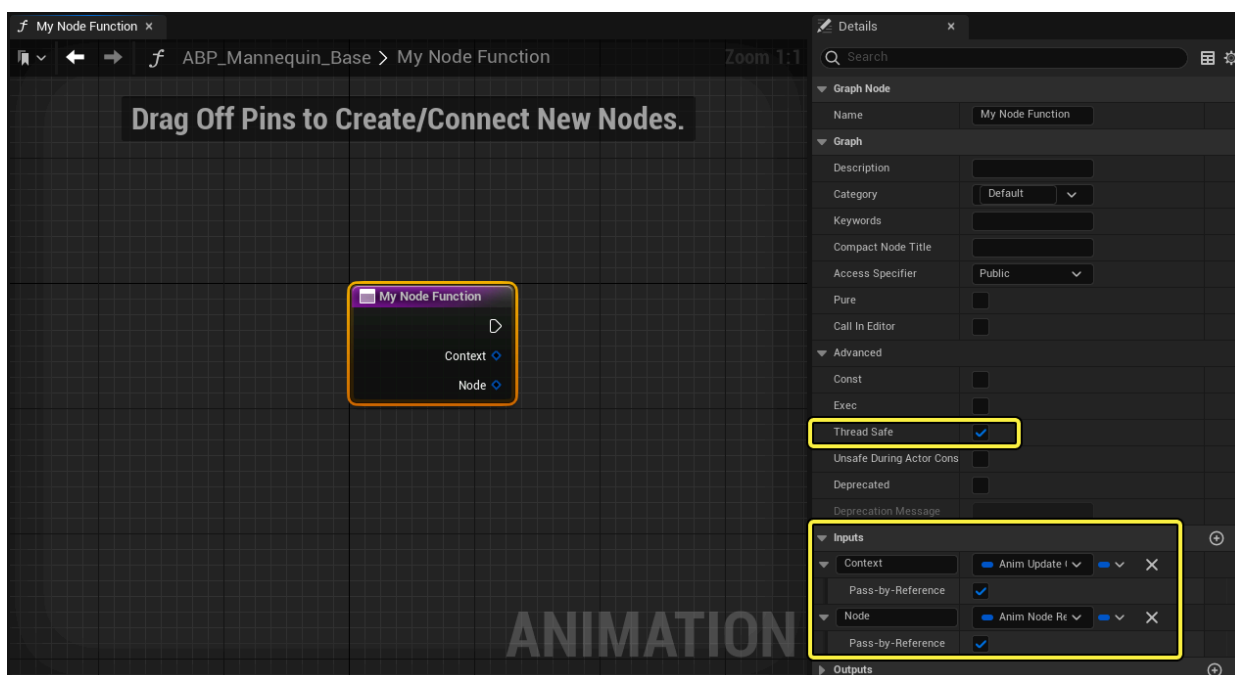 My Node Function
ABP_Mannequin_Base > My Node Function
Zoom 1:1
Drag Off Pins to Create/Connect New Nodes.
My Node Function
Context
Node
ANIMATION
Details
Search
Graph Node
Name My Node Function
Graph
Description
Category Default
Keywords
Compact Node Title
Access Specifier Public
Pure
Call In Editor
Advanced
Const
Exec
Thread Safe
Unsafe During Actor Cons
Deprecated
Deprecation Message
Inputs
Context Anim Update
Pass-by-Reference
Node Anim Node Re
Pass-by-Reference
Outputs